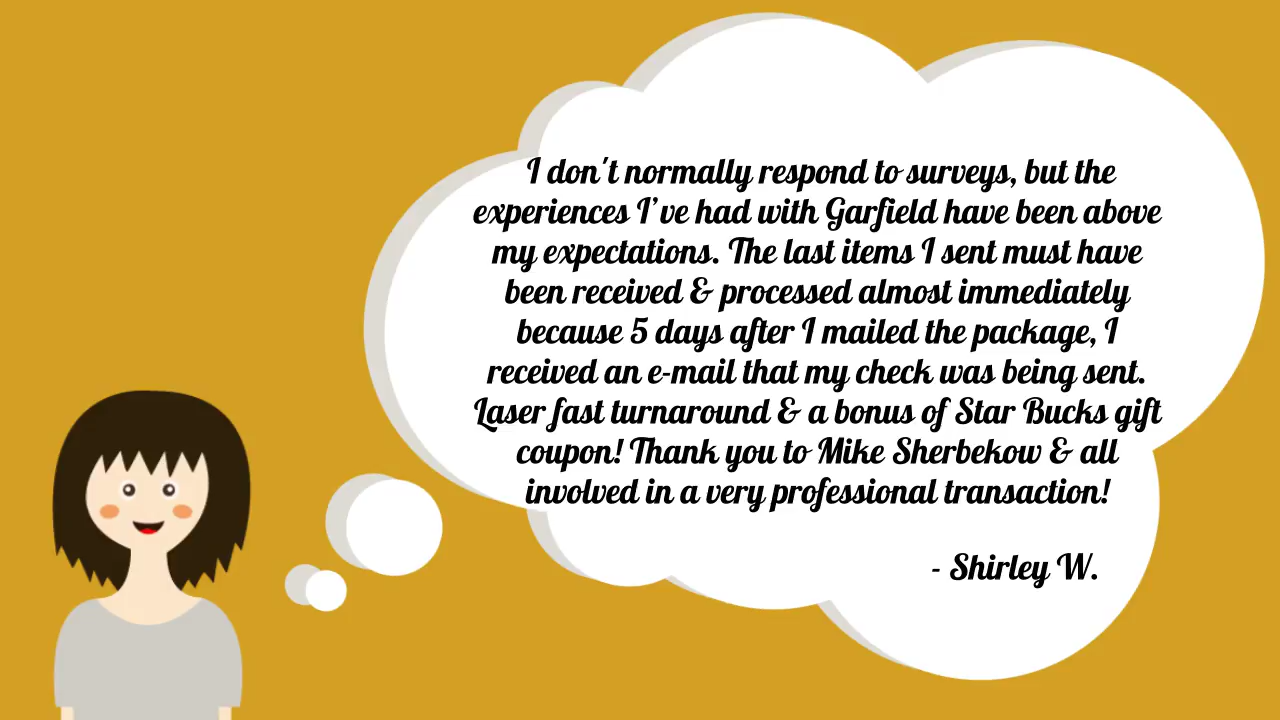 I don't normally respond to surveys, but the
experiences I've had with Garfield have been above
my expectations. The last items I sent must have
been received & processed almost immediately
because 5 days after I mailed the package, I
received an e-mail that my check was being sent.
Laser fast turnaround & a bonus of Star Bucks gift
coupon! Thank you to Mike Sherbekow & all
involved in a very professional transaction!
- Shirley W.